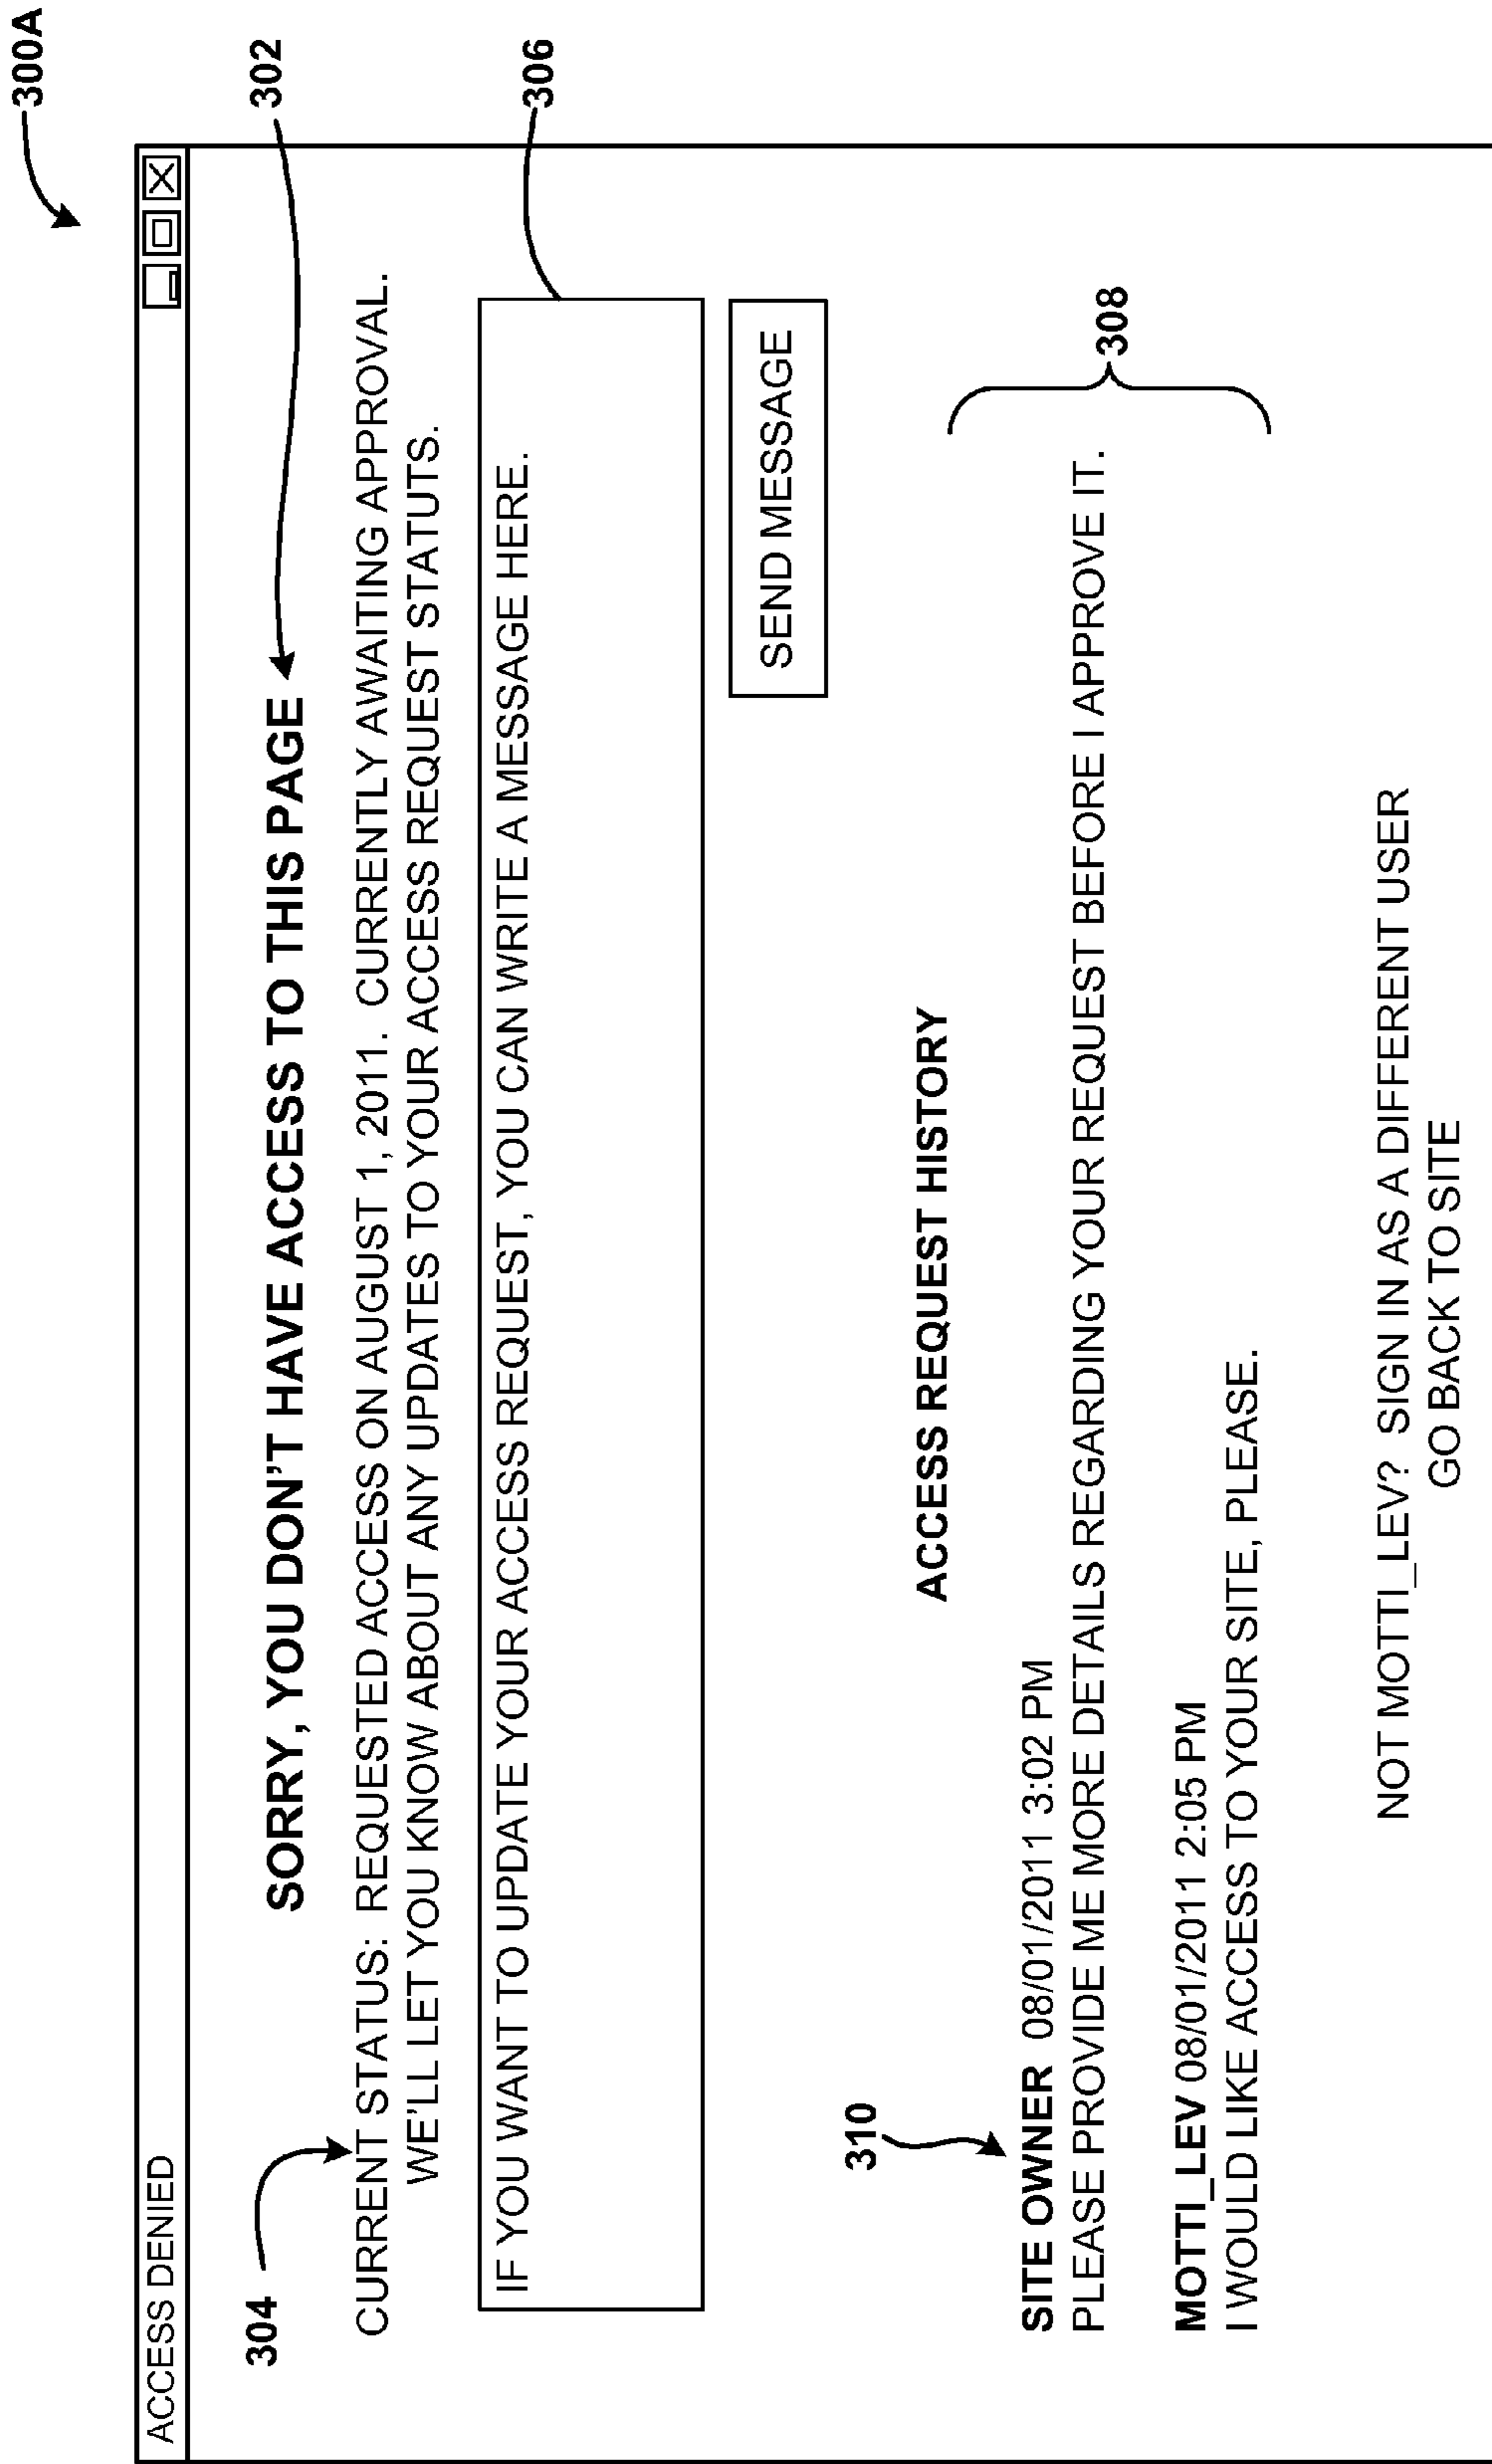 300A
ACCESS DENIED
302
SORRY, YOU DON'T HAVE ACCESS TO THIS PAGE
304
CURRENT STATUS: REQUESTED ACCESS ON AUGUST 1, 2011. CURRENTLY AWAITING APPROVAL.
WE'LL LET YOU KNOW ABOUT ANY UPDATES TO YOUR ACCESS REQUEST STATUTS.
306
IF YOU WANT TO UPDATE YOUR ACCESS REQUEST, YOU CAN WRITE A MESSAGE HERE.
SEND MESSAGE
ACCESS REQUEST HISTORY
310
308
SITE OWNER 08/01/2011 3:02 PM
PLEASE PROVIDE ME MORE DETAILS REGARDING YOUR REQUEST BEFORE I APPROVE IT.
MOTTI_LEV 08/01/2011 2:05 PM
I WOULD LIKE ACCESS TO YOUR SITE, PLEASE.
NOT MOTTI_LEV? SIGN IN AS A DIFFERENT USER
GO BACK TO SITE